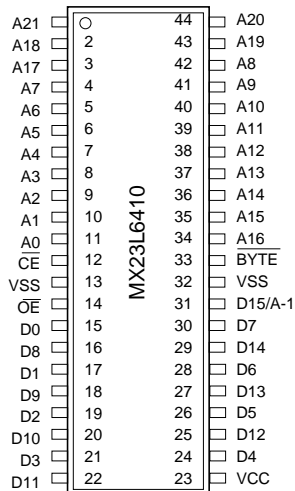 A21 44 A20
A18 2 43 A19
A17 3 42 A8
A7 4 41 A9
A6 5 40 A10
A5 6 39 A11
A4 7 38 A12
A3 8 37 A13
A2 9 36 A14
A1 10 35 A15
A0 11 34 A16
CE 12 33 BYTE
VSS 13 32 VSS
OE 14 31 D15/A-1
D0 15 30 D7
D8 16 29 D14
D1 17 28 D6
D9 18 27 D13
D2 19 26 D5
D10 20 25 D12
D3 21 24 D4
D11 22 23 VCC
MX23L6410